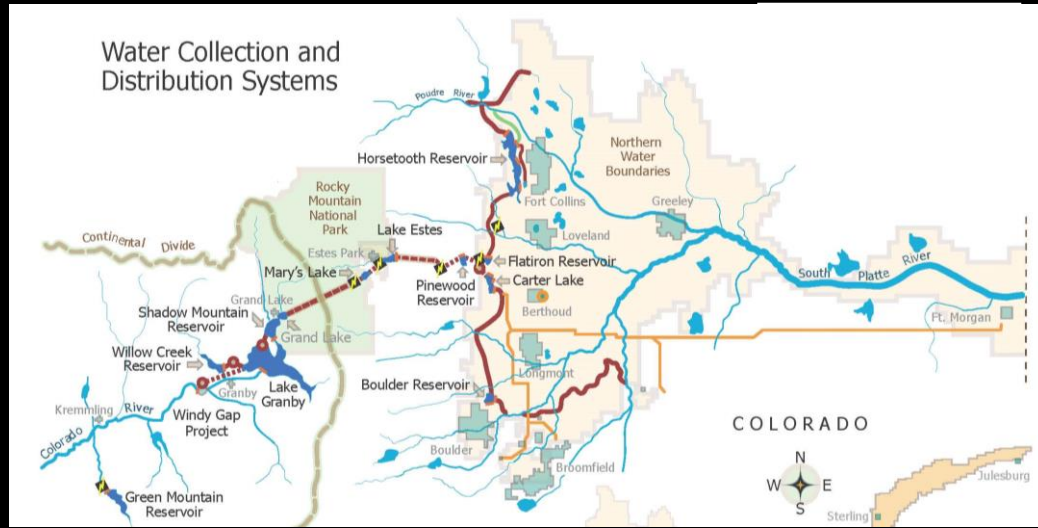 Water Collection and
Distribution Systems
Poudre River
Horsetooth Reservoir
Northern
Water
Boundaries
Rocky
Mountain
National
Park
Fort Collins
Greeley
Continental Divide
Lake Estes
Estes Park
Loveland
Mary's Lake
Flatiron Reservoir
Pinewood
Reservoir
Carter Lake
South Platte River
Berthoud
Grand Lake
Shadow Mountain
Reservoir
Grand Lake
Ft. Morgan
Willow Creek
Reservoir
Longmont
Lake
Granby
Granby
Boulder Reservoir
Kremmling
Colorado River
Windy Gap
Project
COLORADO
Boulder
Broomfield
N
W E
S
Green Mountain
Reservoir
Julesburg
Sterling